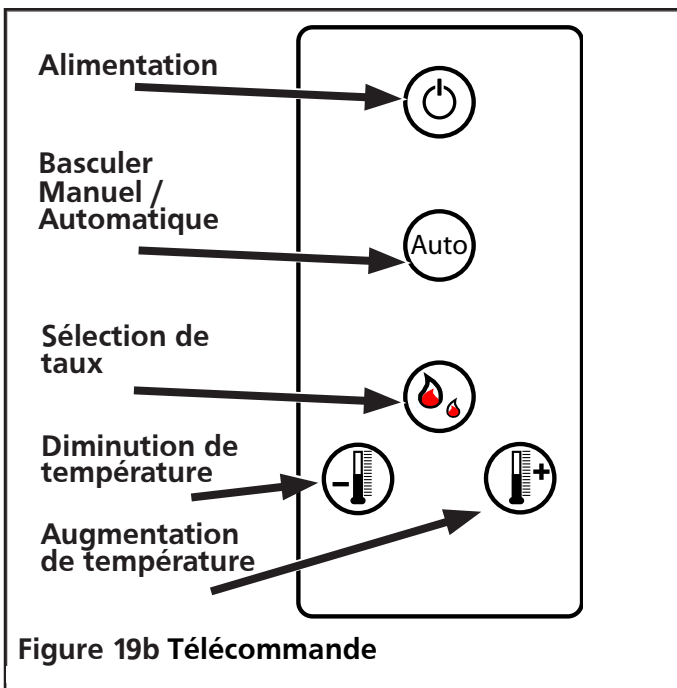 Alimentation
Basculer
Manuel /
Automatique
Auto
Sélection de
taux
Diminution de
température
−
+
Augmentation
de température
Figure 19b Télécommande